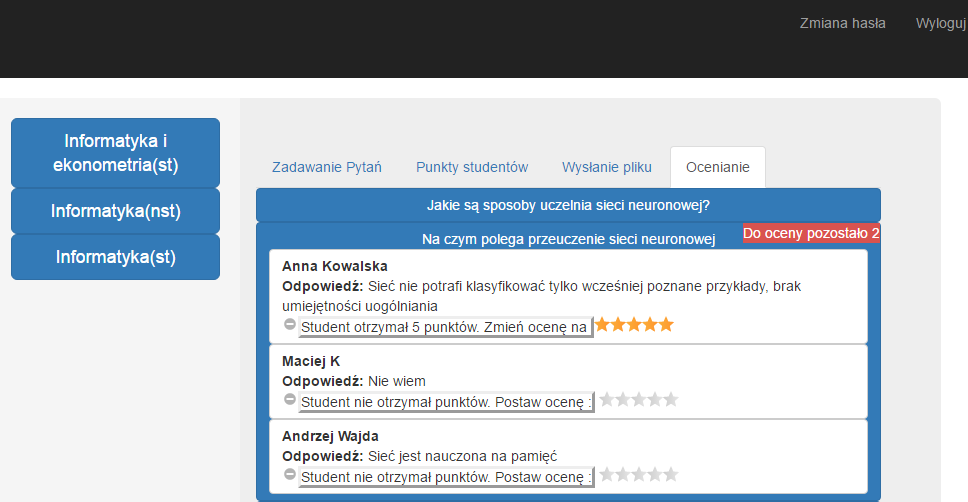 Zmiana hasła Wyloguj
Informatyka i
ekonometria(st)
Informatyka(nst)
Informatyka(st)
Zadawanie Pytań Punkty studentów Wysłanie pliku Ocenianie
Jakie są sposoby uczelnia sieci neuronowej?
Na czym polega przeuczenie sieci neuronowej
Do oceny pozostało 2
Anna Kowalska
Odpowiedź: Sieć nie potrafi klasyfikować tylko wcześniej poznane przykłady, brak
umiejętności uogólniania
Student otrzymał 5 punktów. Zmień ocenę na
Maciej K
Odpowiedź: Nie wiem
Student nie otrzymał punktów. Postaw ocenę :
Andrzej Wajda
Odpowiedź: Sieć jest nauczona na pamięć
Student nie otrzymał punktów. Postaw ocenę :